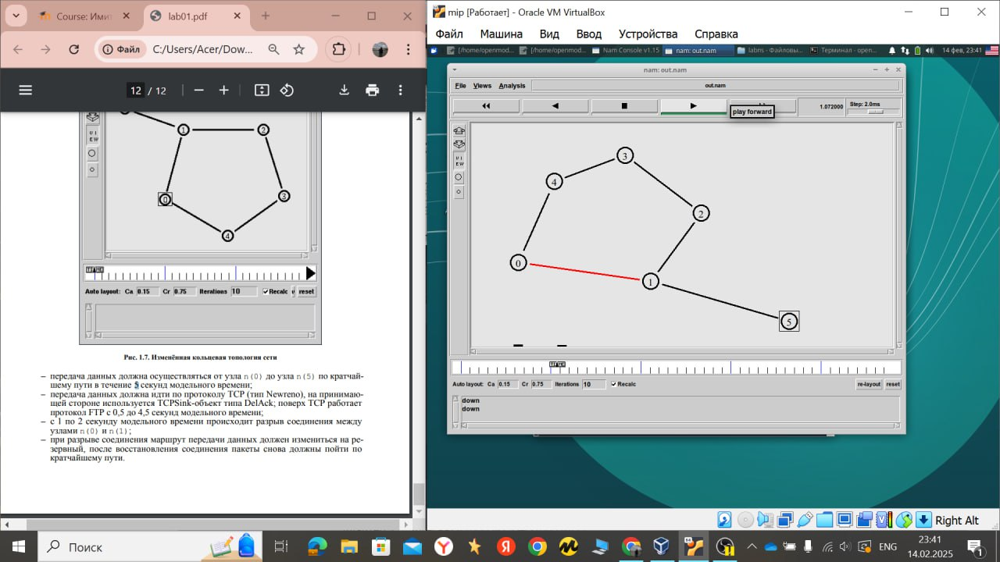 Course: Ими
lab01.pdf
Файл
C:/Users/Acer/Dow...
12 / 12
V I E W
1
2
0
3
4
Auto layout: Ca 0.15 Cr 0.75 Iterations 10 Recalc reset
Рис. 1.7. Изменённая кольцевая топология сети
– передача данных должна осуществляться от узла n(0) до узла n(5) по кратчай-
шему пути в течение 5 секунд модельного времени;
– передача данных должна идти по протоколу TCP (тип Newreno), на принимаю-
щей стороне используется TCPSink-объект типа DelAck; поверх TCP работает
протокол FTP с 0,5 до 4,5 секунд модельного времени;
– с 1 по 2 секунду модельного времени происходит разрыв соединения между
узлами n(0) и n(1);
– при разрыве соединения маршрут передачи данных должен измениться на ре-
зервный, после восстановления соединения пакеты снова должны пойти по
кратчайшему пути.
mip [Работает] - Oracle VM VirtualBox
Файл Машина Вид Ввод Устройства Справка
[/home/openmod... [/home/openmod... Nam Console v1.15 nam: out.nam labns - Файловы... Терминал - open... 14 фев, 23:41
nam: out.nam
File Views Analysis out.nam
1.072000 Step: 2.0ms
play forward
V I E W
3
4
2
0
1
5
Auto layout: Ca 0.15 Cr 0.75 Iterations 10 Recalc re-layout reset
down
down
Right Alt
Поиск
ENG
23:41
14.02.2025
1